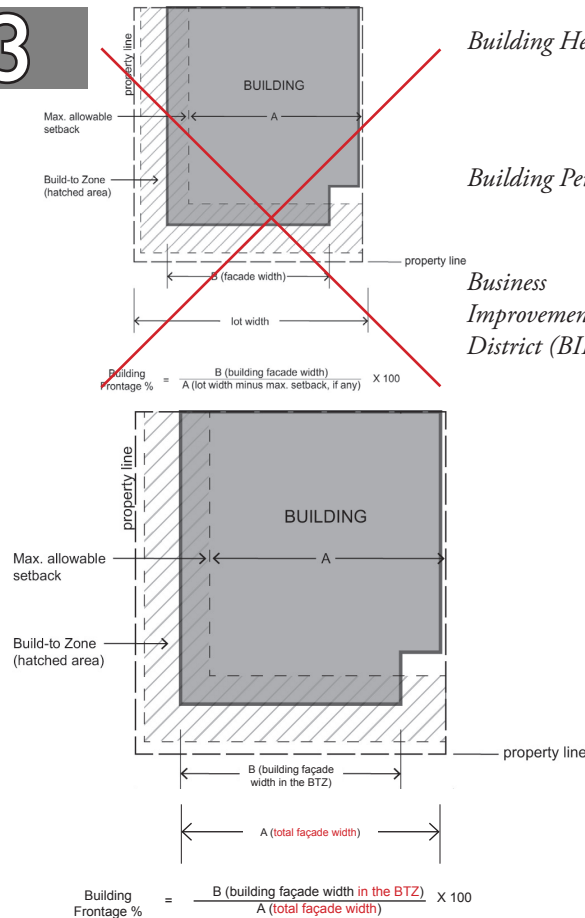 3
property line
BUILDING
Max. allowable
setback
A
Build-to Zone
(hatched area)
property line
B (facade width)
lot width
Building
Frontage %
=
B (building facade width)
A (lot width minus max. setback, if any)
X 100
Building He
Building Per
Business
Improvemen
District (BI
property line
BUILDING
Max. allowable
setback
A
Build-to Zone
(hatched area)
property line
B (building façade
width in the BTZ)
A (total façade width)
Building
Frontage %
=
B (building façade width in the BTZ)
A (total façade width)
X 100